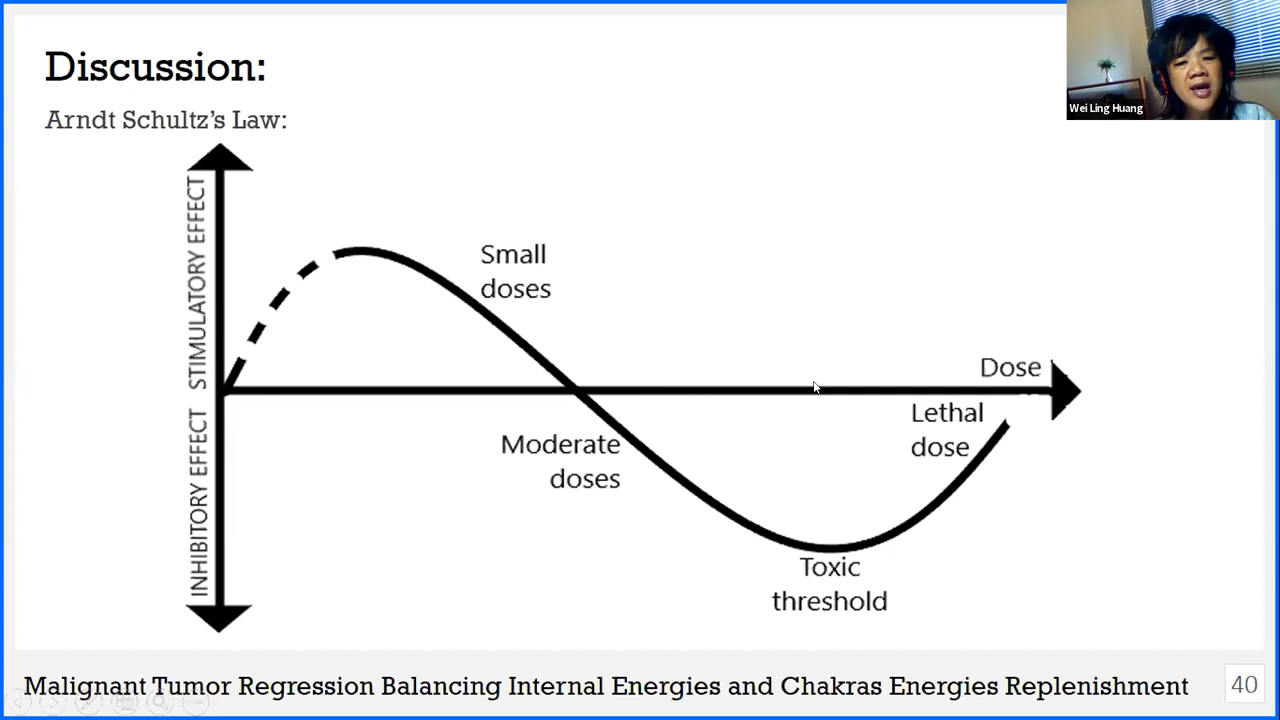 Discussion:
Arndt Schultz's Law:
Wei Ling Huang
STIMULATORY EFFECT
INHIBITORY EFFECT
Small
doses
Moderate
doses
Dose
Lethal
dose
Toxic
threshold
Malignant Tumor Regression Balancing Internal Energies and Chakras Energies Replenishment
40